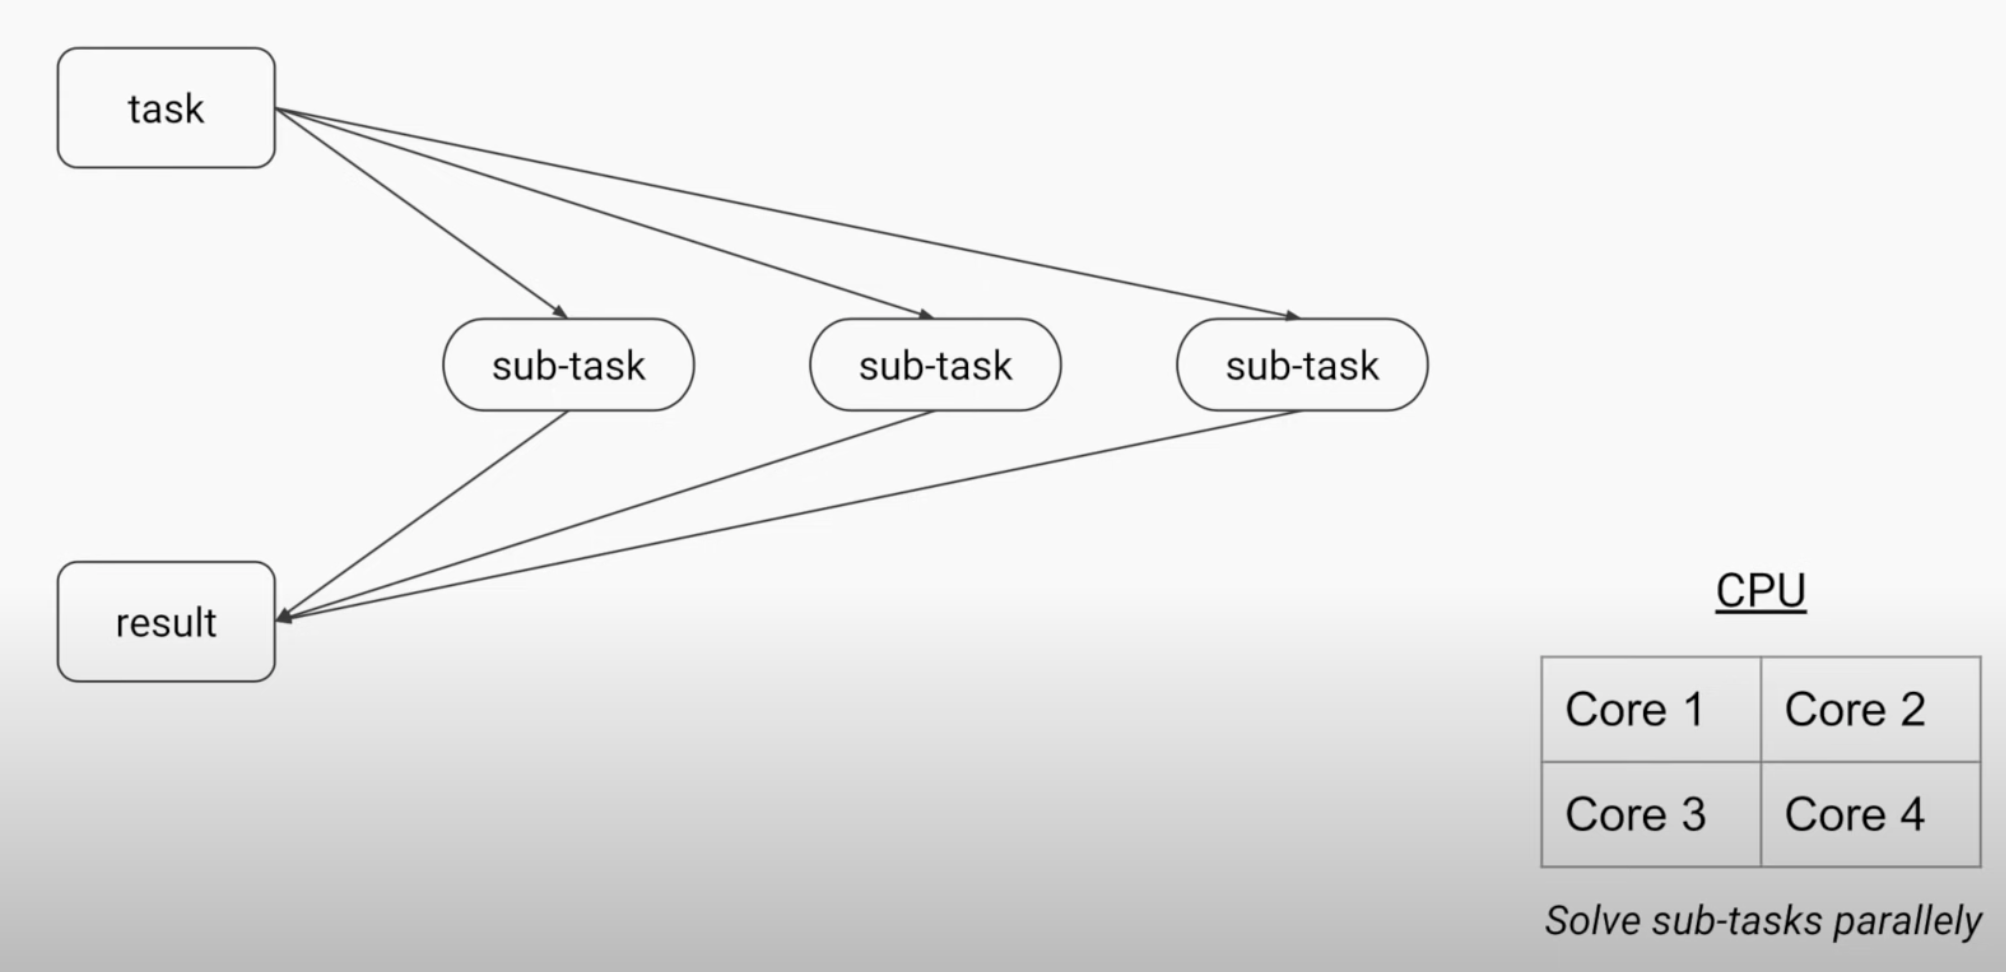 task
sub-task
sub-task
sub-task
result
CPU
Core 1
Core 2
Core 3
Core 4
Solve sub-tasks parallely